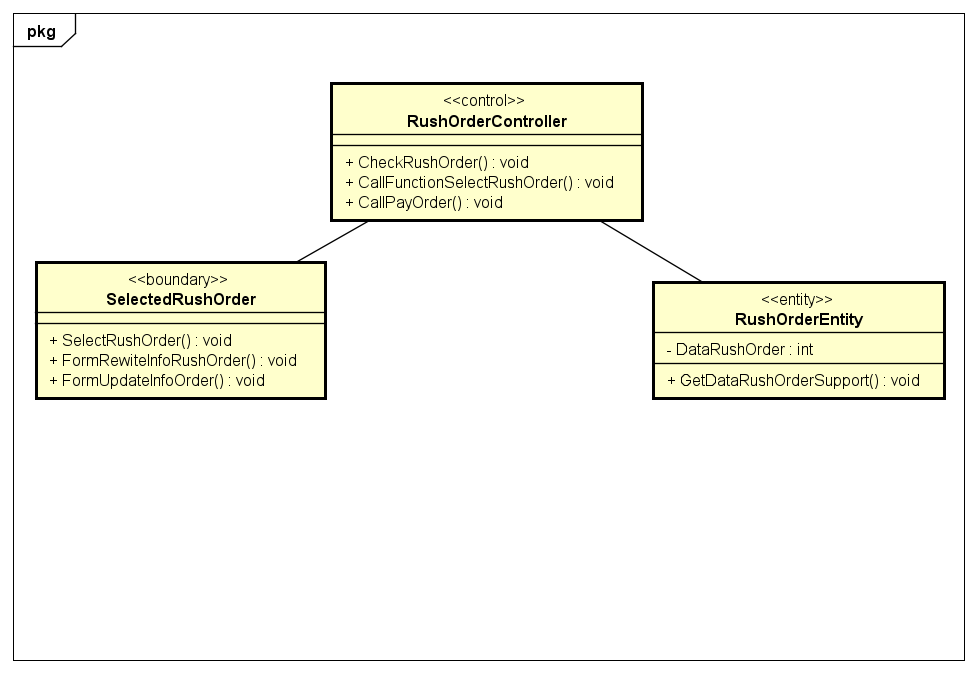 pkg
<<control>>
RushOrderController
+ CheckRushOrder() : void
+ CallFunctionSelectRushOrder() : void
+ CallPayOrder() : void
<<boundary>>
SelectedRushOrder
+ SelectRushOrder() : void
+ FormRewiteInfoRushOrder() : void
+ FormUpdateInfoOrder() : void
<<entity>>
RushOrderEntity
- DataRushOrder : int
+ GetDataRushOrderSupport() : void